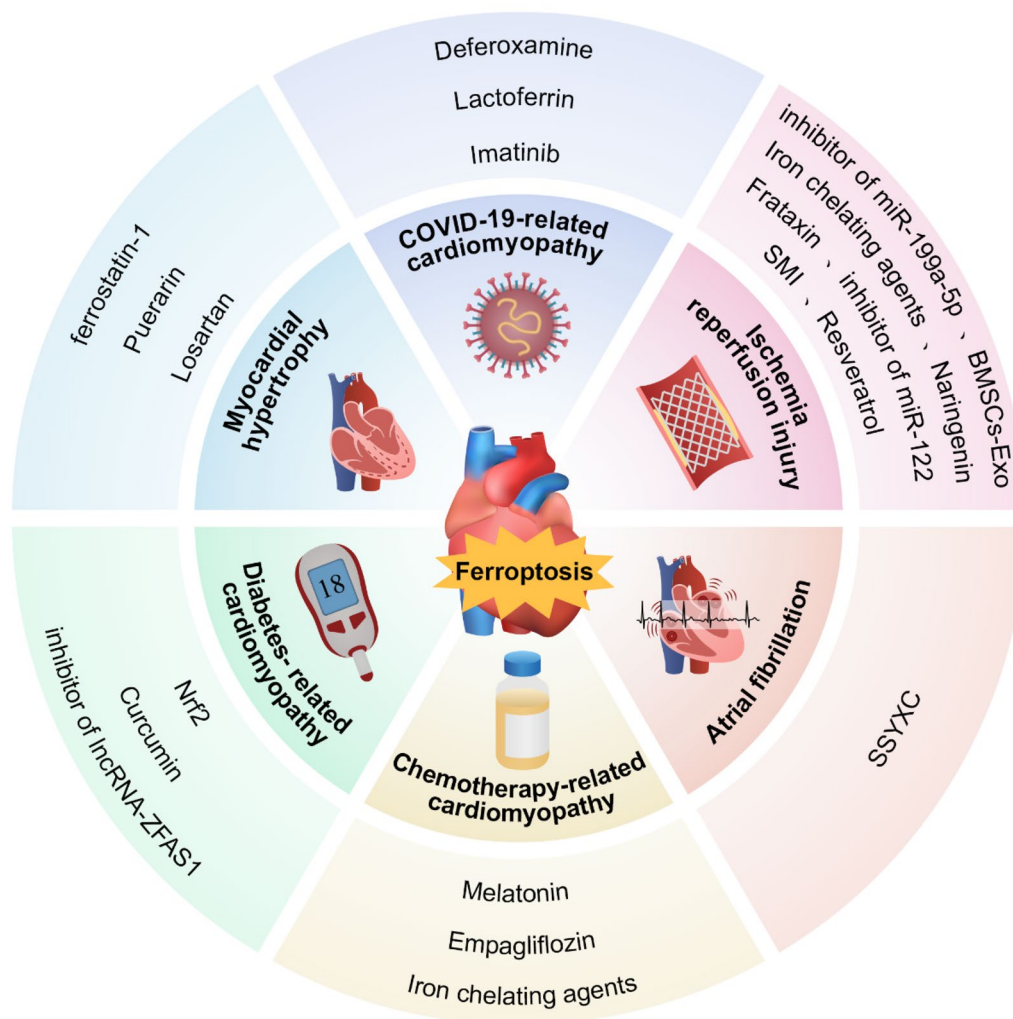 Deferoxamine
Lactoferrin
Imatinib
COVID-19-related
cardiomyopathy
inhibitor of miR-199a-5p 、 BMSCs-Exo
Iron chelating agents 、 Naringenin
Frataxin 、 inhibitor of miR-122
SMI 、 Resveratrol
Ischemia
reperfusion injury
SSYXC
Atrial fibrillation
Chemotherapy-related
cardiomyopathy
Melatonin
Empagliflozin
Iron chelating agents
Diabetes- related
cardiomyopathy
18
Nrf2
Curcumin
inhibitor of lncRNA-ZFAS1
ferrostatin-1
Puerarin
Losartan
Myocardial
hypertrophy
Ferroptosis